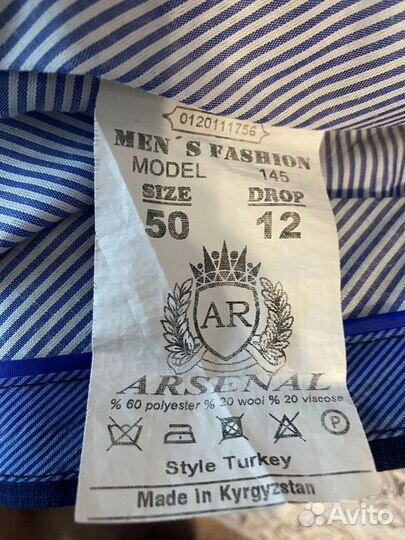 0120111756
MEN´S FASHION
MODEL 145
SIZE DROP
50 12
AR
ARSENAL
% 60 polyester % 20 wool % 20 viscose
P
Style Turkey
Made in Kyrgyzstan
Avito